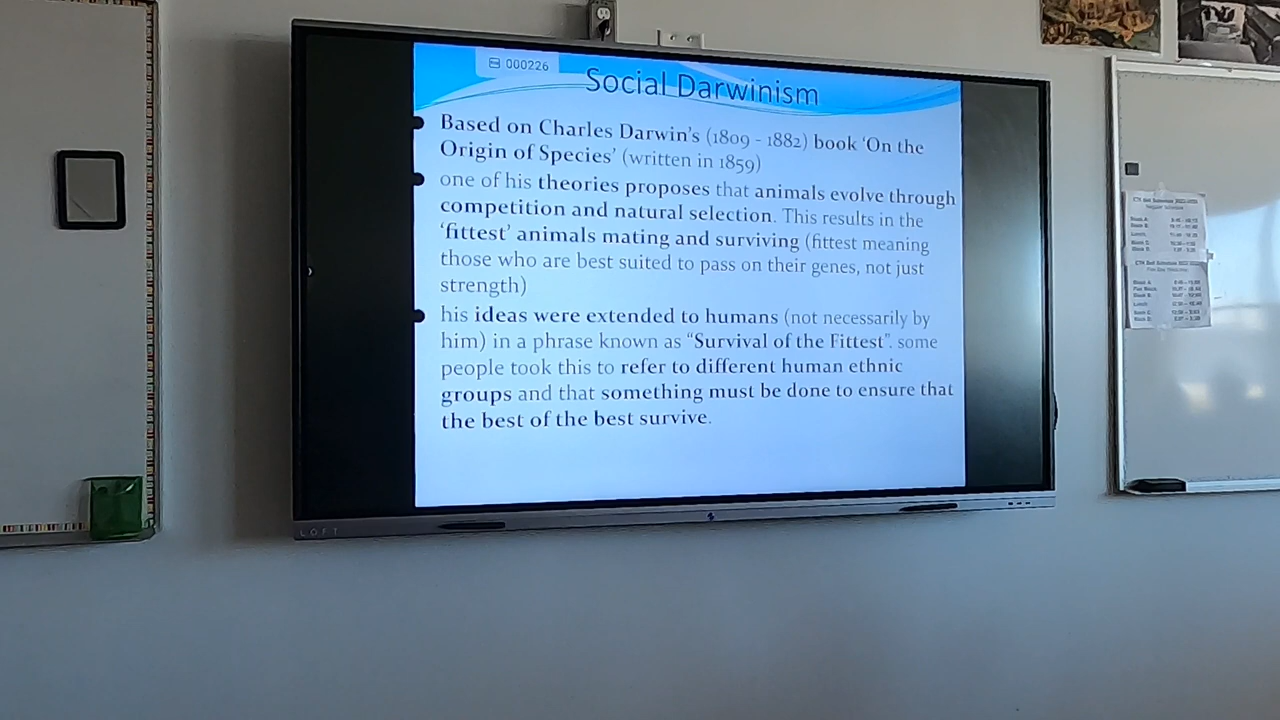 000226
Social Darwinism
Based on Charles Darwin's (1809 - 1882) book 'On the
Origin of Species' (written in 1859)
one of his theories proposes that animals evolve through
competition and natural selection. This results in the
'fittest' animals mating and surviving (fittest meaning
those who are best suited to pass on their genes, not just
strength)
his ideas were extended to humans (not necessarily by
him) in a phrase known as “Survival of the Fittest”. some
people took this to refer to different human ethnic
groups and that something must be done to ensure that
the best of the best survive.
LOFT